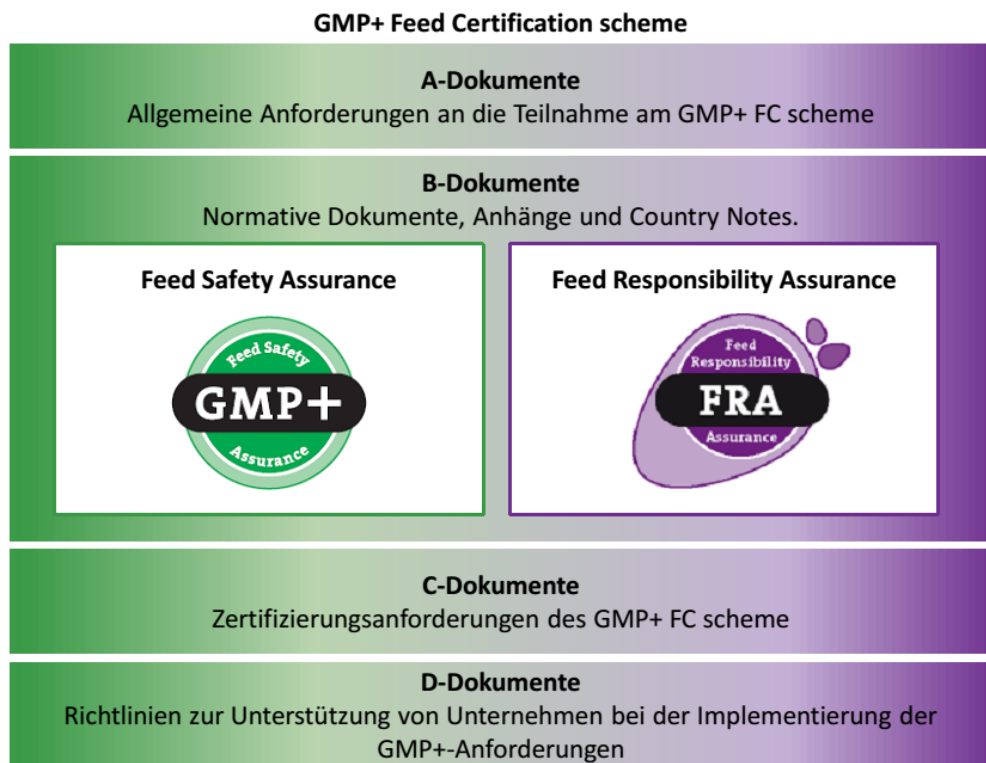 GMP+ Feed Certification scheme
A-Dokumente
Allgemeine Anforderungen an die Teilnahme am GMP+ FC scheme
B-Dokumente
Normative Dokumente, Anhänge und Country Notes.
Feed Safety Assurance
Feed Safety
GMP+
Assurance
Feed Responsibility Assurance
Feed
Responsibility
FRA
Assurance
C-Dokumente
Zertifizierungsanforderungen des GMP+ FC scheme
D-Dokumente
Richtlinien zur Unterstützung von Unternehmen bei der Implementierung der
GMP+-Anforderungen